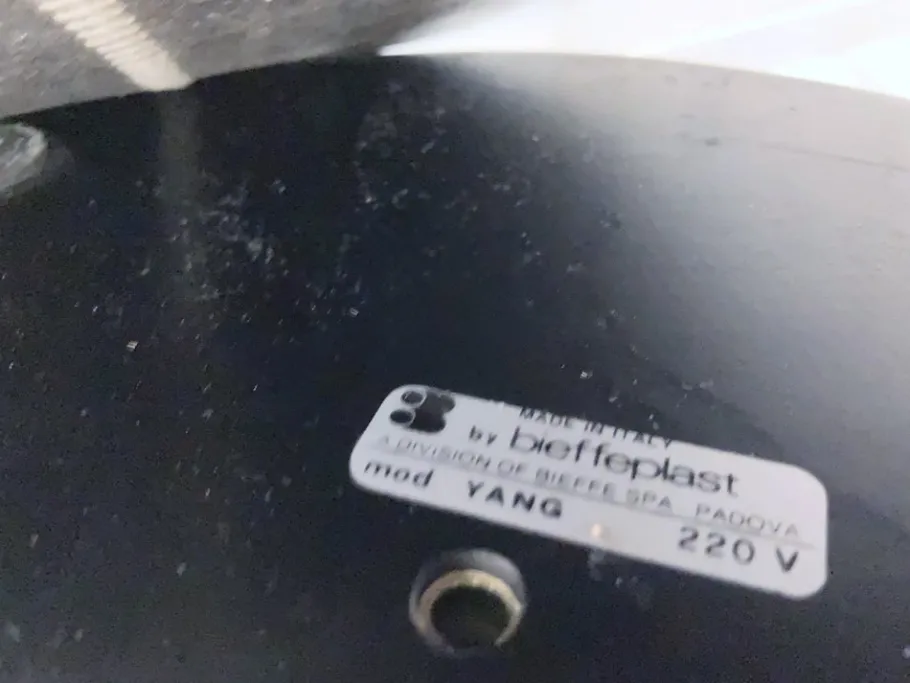 MADE IN ITALY
by bieffeplast
A DIVISION OF BIEFFE SPA PADOVA
mod YANG 220 V